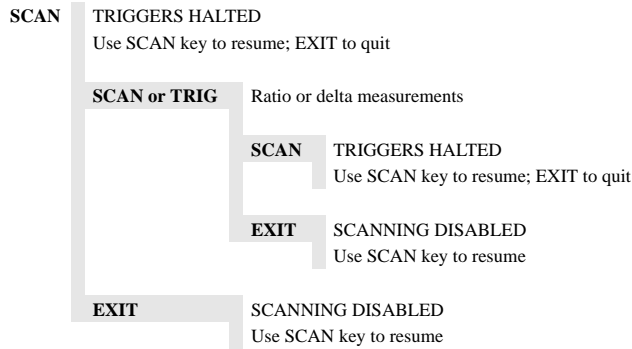 SCAN TRIGGERS HALTED
Use SCAN key to resume; EXIT to quit
SCAN or TRIG Ratio or delta measurements
SCAN TRIGGERS HALTED
Use SCAN key to resume; EXIT to quit
EXIT SCANNING DISABLED
Use SCAN key to resume
EXIT SCANNING DISABLED
Use SCAN key to resume